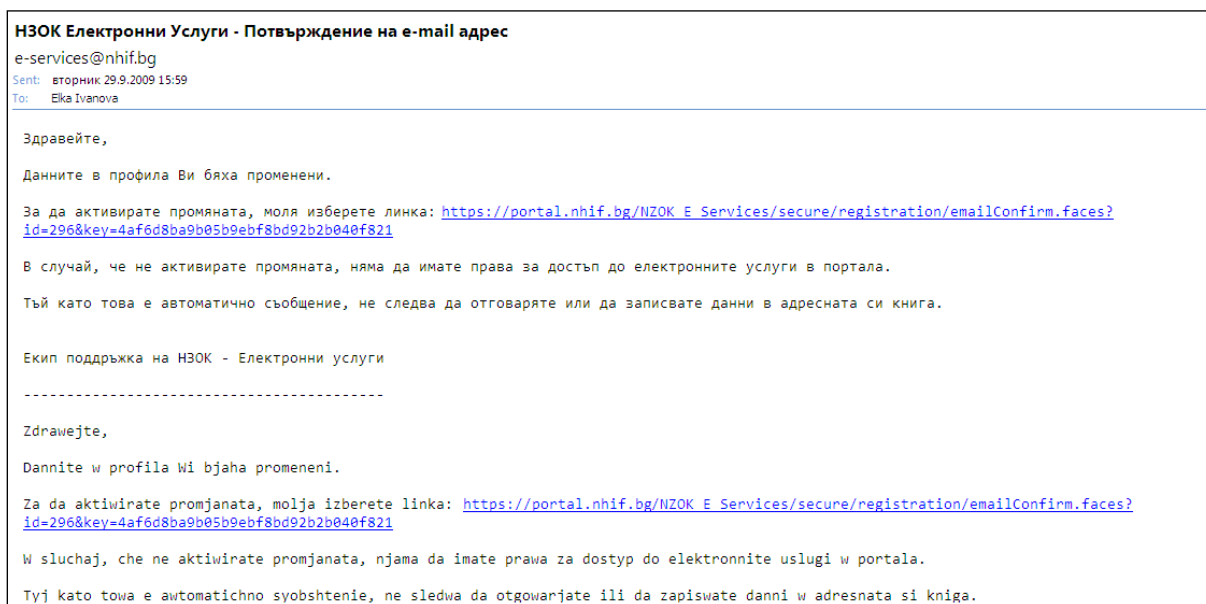 НЗОК Електронни Услуги - Потвърждение на e-mail адрес
e-services@nhif.bg
Sent: вторник 29.9.2009 15:59
To: Elka Ivanova
Здравейте,
Данните в профила Ви бяха променени.
За да активирате промяната, моля изберете линка: https://portal.nhif.bg/NZOK E Services/secure/registration/emailConfirm.faces?
id=296&key=4af6d8ba9b05b9ebf8bd92b2b040f821
В случай, че не активирате промяната, няма да имате права за достъп до електронните услуги в портала.
Тъй като това е автоматично съобщение, не следва да отговаряте или да записвате данни в адресната си книга.
Екип поддръжка на НЗОК - Електронни услуги
------------------------------------------
Zdrawejte,
Dannite w profila Wi bjaha promeneni.
Za da aktiwirate promjanata, molja izberete linka: https://portal.nhif.bg/NZOK E Services/secure/registration/emailConfirm.faces?
id=296&key=4af6d8ba9b05b9ebf8bd92b2b040f821
W sluchaj, che ne aktiwirate promjanata, njama da imate prawa za dostyp do elektronnite uslugi w portala.
Tyj kato towa e awtomatichno syobshtenie, ne sledwa da otgowarjate ili da zapiswate danni w adresnata si kniga.